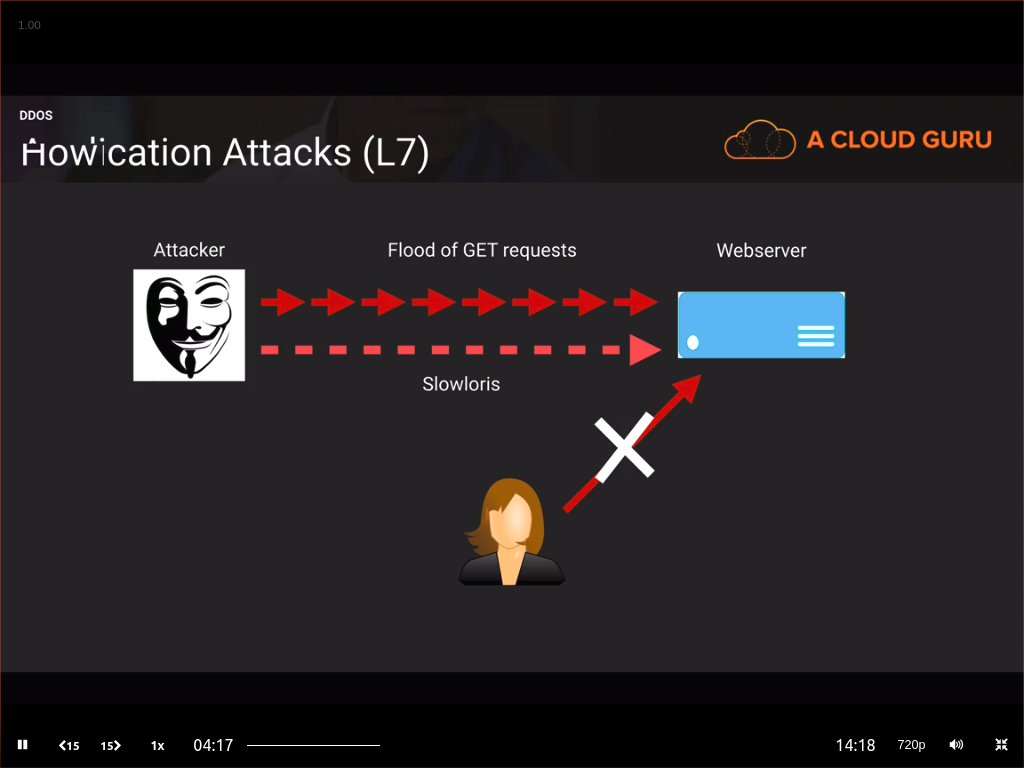 1.00
DDOS
ication Attacks (L7)
A CLOUD GURU
Attacker
Flood of GET requests
Webserver
Slowloris
15 15 1x 04:17 14:18 720p